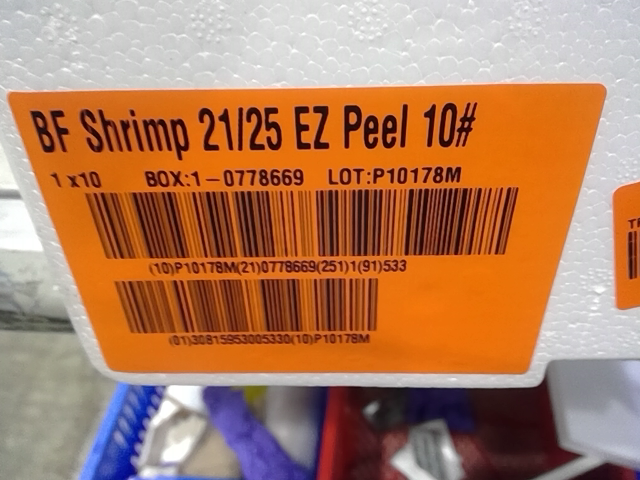 BF Shrimp 21/25 EZ Peel 10#
1 x10 BOX:1-0778669 LOT:P10178M
(10)P10178M(21)0778669(251)1(91)533
(01)30815953005330(10)P10178M